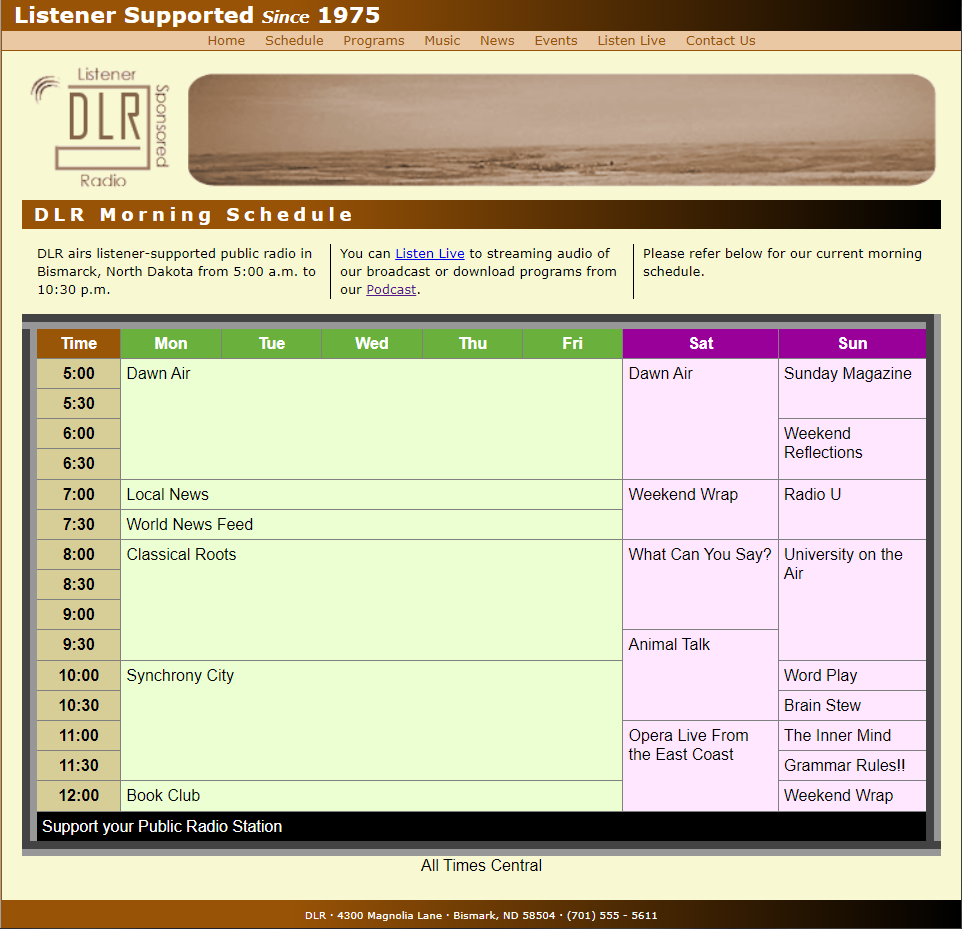 Listener Supported Since 1975
Home Schedule Programs Music News Events Listen Live Contact Us
Listener
DLR
Sponsored
Radio
DLR Morning Schedule
DLR airs listener-supported public radio in
Bismarck, North Dakota from 5:00 a.m. to
10:30 p.m.
You can Listen Live to streaming audio of
our broadcast or download programs from
our Podcast.
Please refer below for our current morning
schedule.
Time Mon Tue Wed Thu Fri Sat Sun
5:00 Dawn Air Dawn Air Sunday Magazine
5:30
6:00 Weekend
Reflections
6:30
7:00 Local News Weekend Wrap Radio U
7:30 World News Feed
8:00 Classical Roots What Can You Say? University on the
Air
8:30
9:00
9:30 Animal Talk
10:00 Synchrony City Word Play
10:30 Brain Stew
11:00 Opera Live From The Inner Mind
the East Coast
11:30 Grammar Rules!!
12:00 Book Club Weekend Wrap
Support your Public Radio Station
All Times Central
DLR · 4300 Magnolia Lane · Bismark, ND 58504 · (701) 555 - 5611